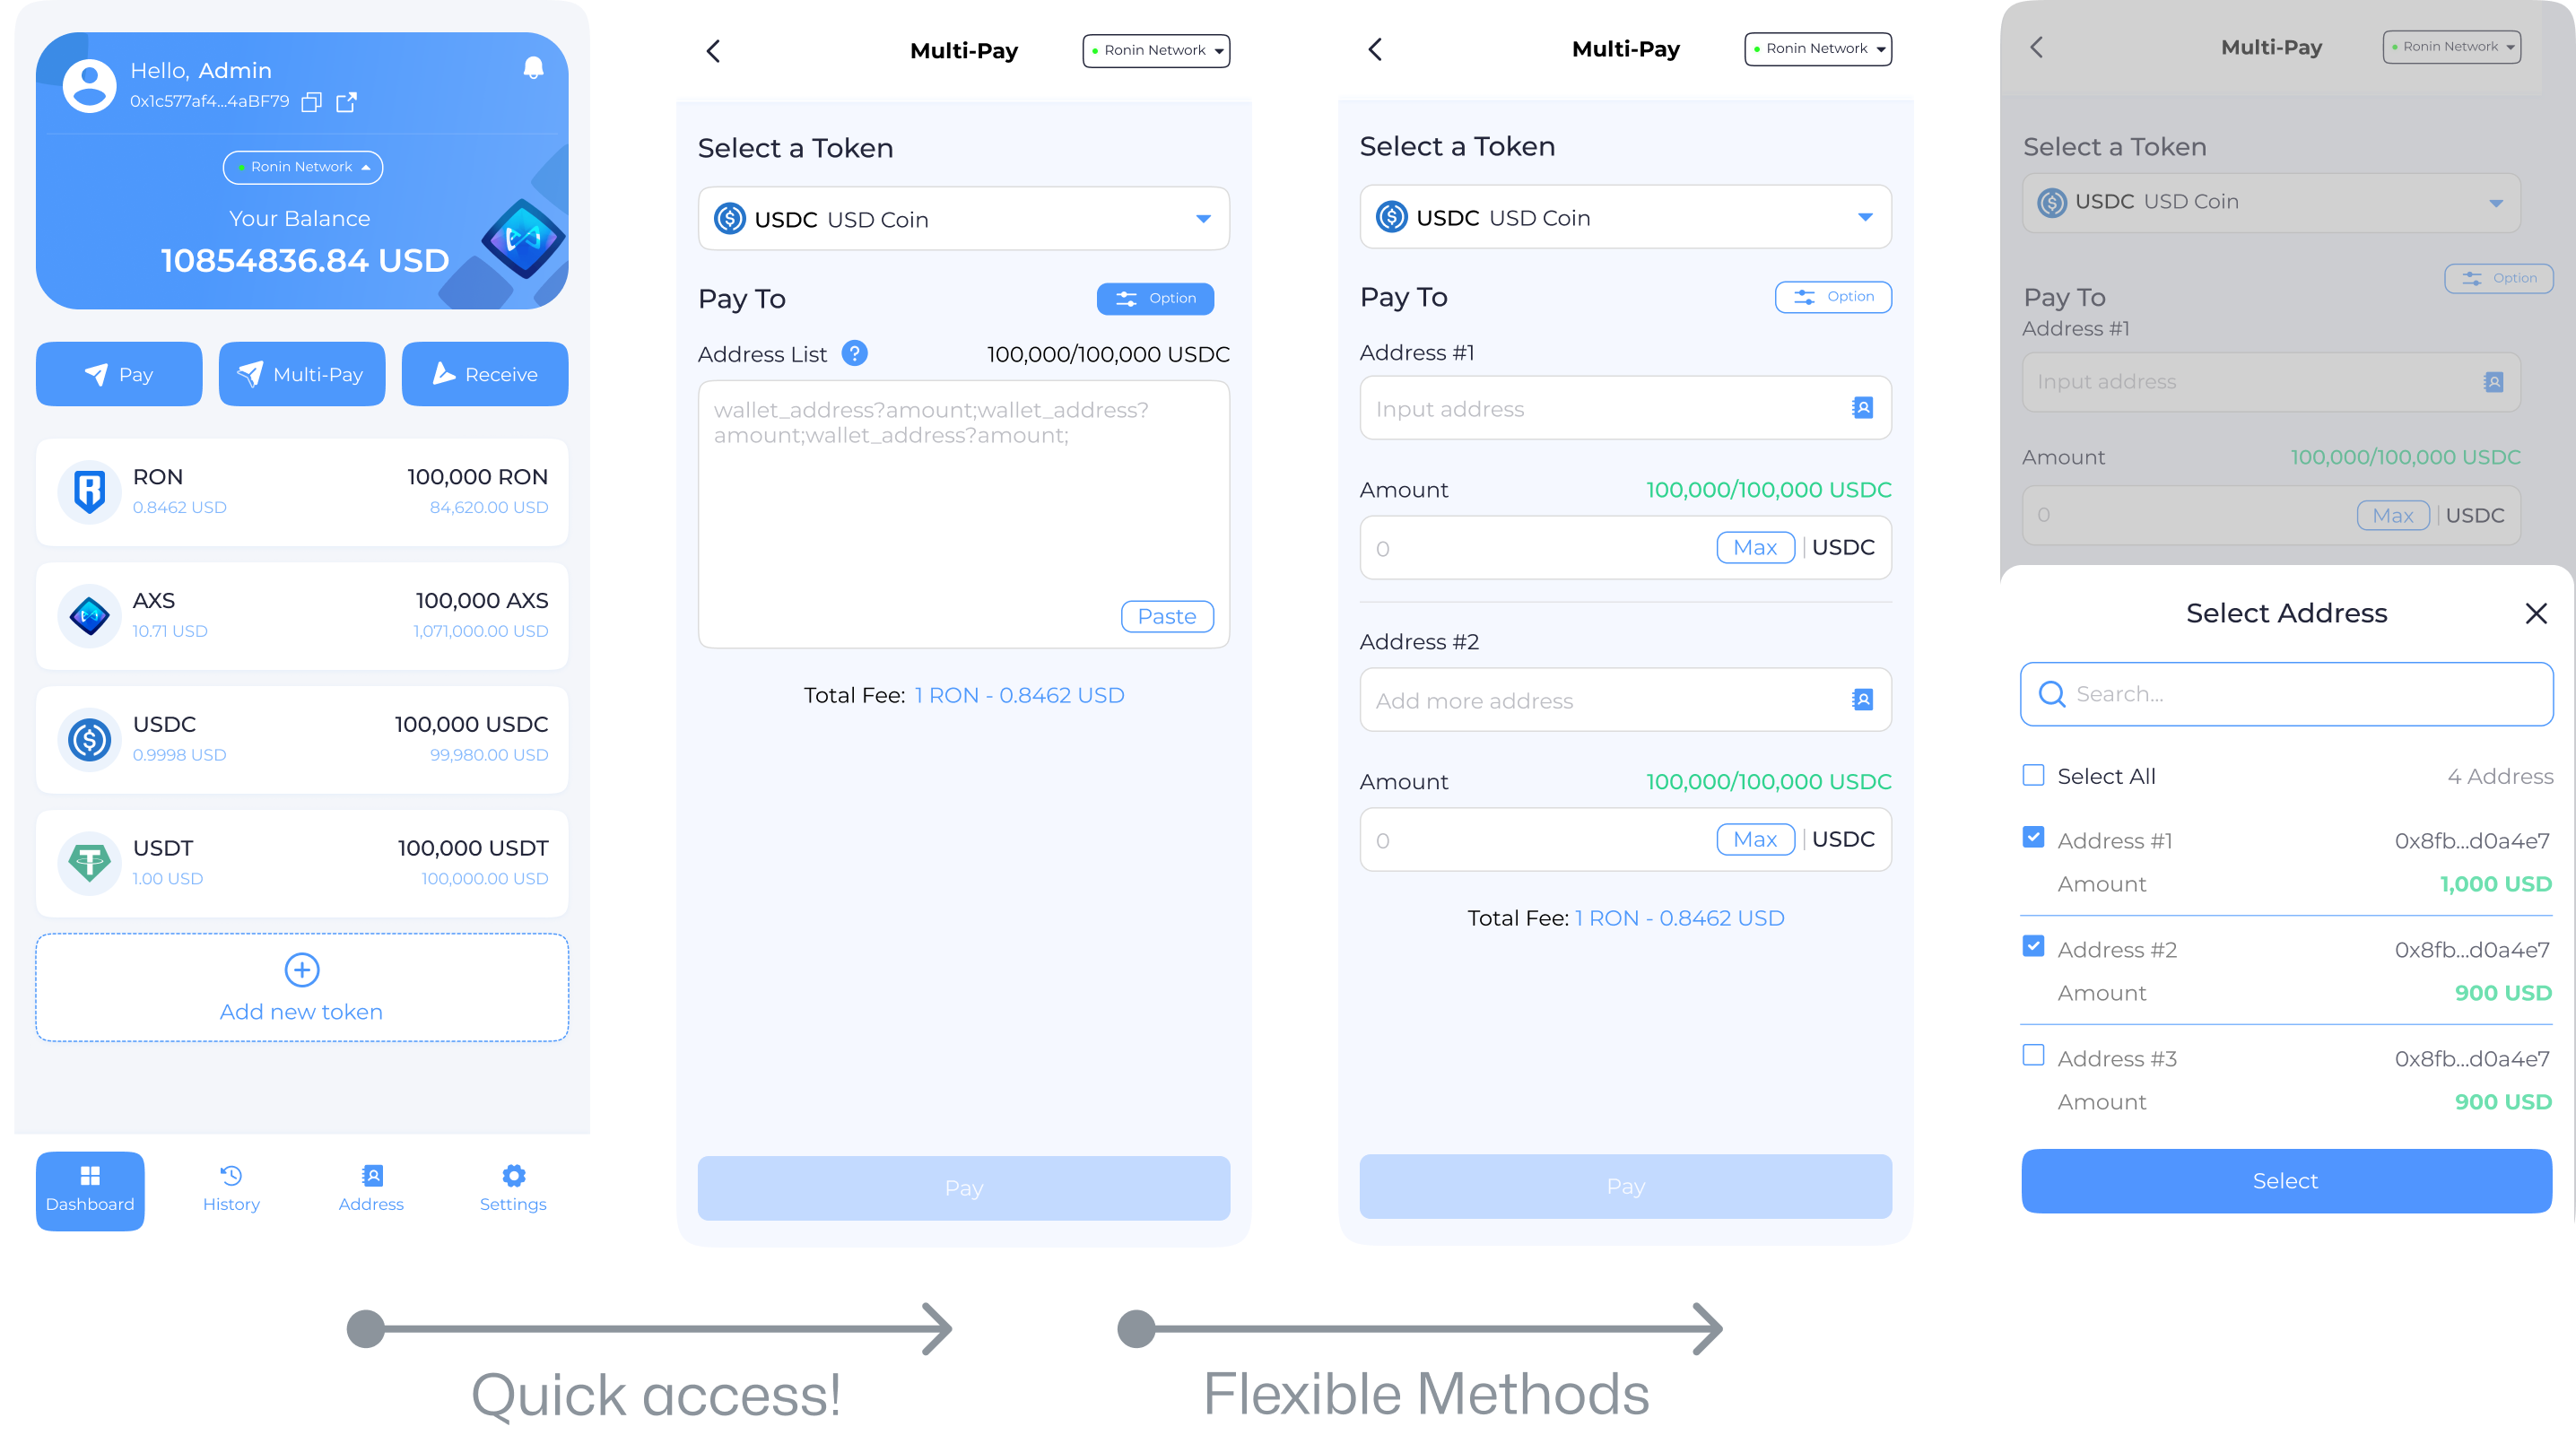 Hello, Admin
0x1c577af4...4aBF79
Ronin Network
Your Balance
10854836.84 USD
Pay
Multi-Pay
Receive
RON
100,000 RON
0.8462 USD
84,620.00 USD
AXS
100,000 AXS
10.71 USD
1,071,000.00 USD
USDC
100,000 USDC
0.9998 USD
99,980.00 USD
USDT
100,000 USDT
1.00 USD
100,000.00 USD
Add new token
Dashboard
History
Address
Settings
Multi-Pay
Ronin Network
Select a Token
USDC USD Coin
Pay To
Option
Address List ?
100,000/100,000 USDC
wallet_address?amount;wallet_address?
amount;wallet_address?amount;
Paste
Total Fee: 1 RON - 0.8462 USD
Pay
Multi-Pay
Ronin Network
Select a Token
USDC USD Coin
Pay To
Option
Address #1
Input address
Amount
100,000/100,000 USDC
0
Max | USDC
Address #2
Add more address
Amount
100,000/100,000 USDC
0
Max | USDC
Total Fee: 1 RON - 0.8462 USD
Pay
Multi-Pay
Ronin Network
Select a Token
USDC USD Coin
Option
Pay To
Address #1
Input address
Amount
100,000/100,000 USDC
0
Max | USDC
Select Address
Search...
Select All
4 Address
Address #1
0x8fb...d0a4e7
Amount
1,000 USD
Address #2
0x8fb...d0a4e7
Amount
900 USD
Address #3
0x8fb...d0a4e7
Amount
900 USD
Select
Quick access!
Flexible Methods